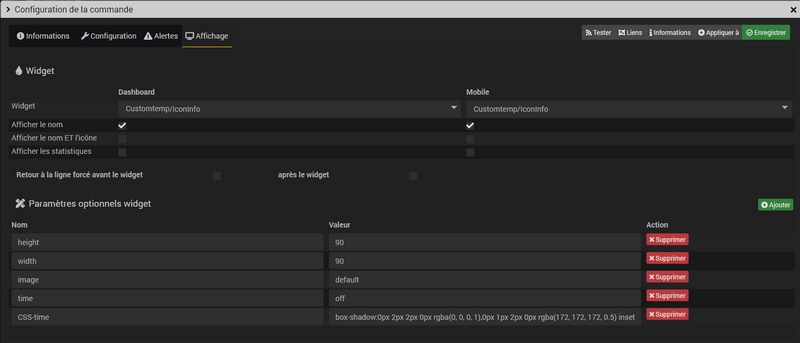 Configuration de la commande
Informations Configuration Alertes Affichage
Tester Liens Informations Appliquer à Enregistrer
Widget
Dashboard Mobile
Widget Customtemp/IconInfo Customtemp/IconInfo
Afficher le nom
Afficher le nom ET l'icône
Afficher les statistiques
Retour à la ligne forcé avant le widget après le widget
Paramètres optionnels widget Ajouter
Nom Valeur Action
height 90 Supprimer
width 90 Supprimer
image default Supprimer
time off Supprimer
CSS-time box-shadow:0px 2px 2px 0px rgba(0, 0, 0, 1),0px 1px 2px 0px rgba(172, 172, 172, 0.5) inset Supprimer